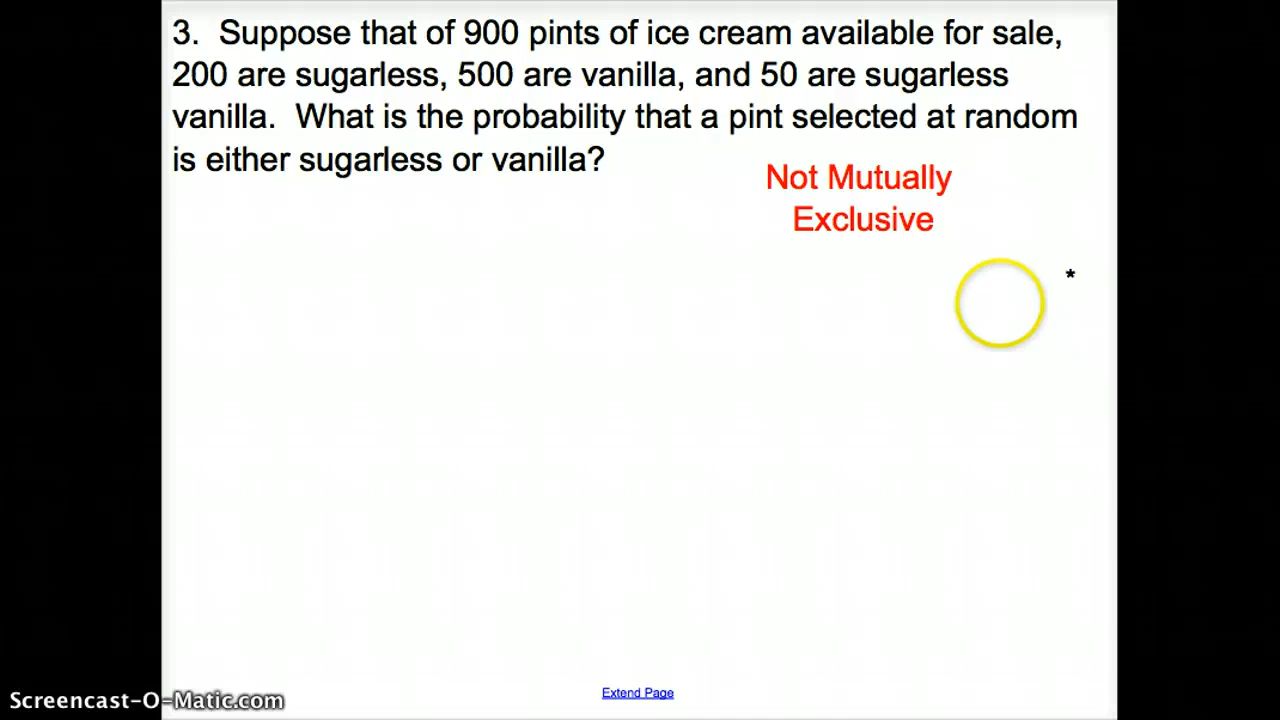 3.  Suppose that of 900 pints of ice cream available for sale,
200 are sugarless, 500 are vanilla, and 50 are sugarless
vanilla.  What is the probability that a pint selected at random
is either sugarless or vanilla?
Not Mutually
Exclusive
*
Extend Page
Screencast-O-Matic.com